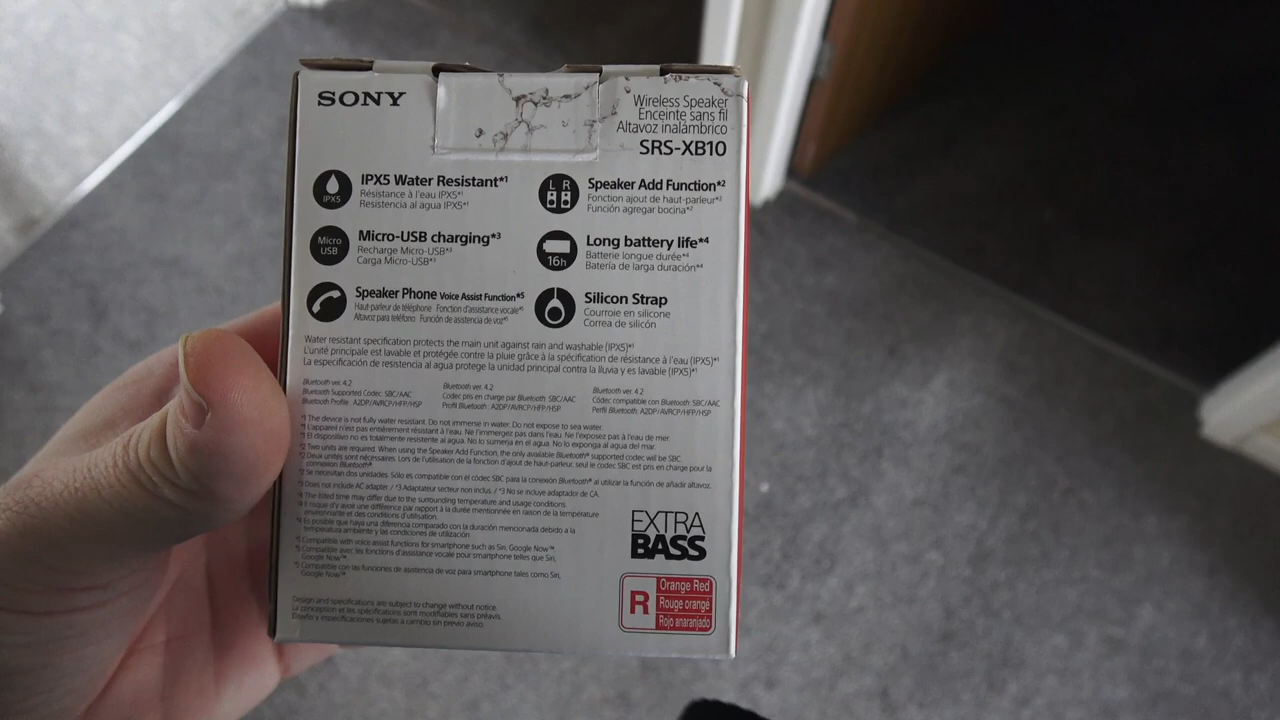 SONY
Wireless Speaker
Enceinte sans fil
Altavoz inalámbrico
SRS-XB10
IPX5
IPX5 Water Resistant*1
Résistance à l'eau IPX5*1
Resistencia al agua IPX5*1
L R
Speaker Add Function*2
Fonction ajout de haut-parleur*2
Función agregar bocina*2
Micro
USB
Micro-USB charging*3
Recharge Micro-USB*3
Carga Micro-USB*3
16h
Long battery life*4
Batterie longue durée*4
Batería de larga duración*4
Speaker Phone Voice Assist Function*5
Haut-parleur de téléphone Fonction d'assistance vocale*5
Altavoz para teléfono Función de asistencia de voz*5
Silicon Strap
Courroie en silicone
Correa de silicón
Water resistant specification protects the main unit against rain and washable (IPX5)*1
L'unité principale est lavable et protégée contre la pluie grâce à la spécification de résistance à l'eau (IPX5)*1
La especificación de resistencia al agua protege la unidad principal contra la lluvia y es lavable (IPX5)*1
Bluetooth ver. 4.2
Bluetooth Supported Codec: SBC/AAC
Bluetooth Profile : A2DP/AVRCP/HFP/HSP
Bluetooth ver. 4.2
Codec pris en charge par Bluetooth: SBC/AAC
Profil Bluetooth : A2DP/AVRCP/HFP/HSP
Bluetooth ver. 4.2
Códec compatible con Bluetooth: SBC/AAC
Perfil Bluetooth: A2DP/AVRCP/HFP/HSP
*1 The device is not fully water resistant. Do not immerse in water. Do not expose to sea water.
*1 L'appareil n'est pas entièrement résistant à l'eau. Ne l'immergez pas dans l'eau. Ne l'exposez pas à l'eau de mer.
*1 El dispositivo no es totalmente resistente al agua. No lo sumerja en el agua. No lo exponga al agua del mar.
*2 Two units are required. When using the Speaker Add Function, the only available Bluetooth® supported codec will be SBC.
*2 Deux unités sont nécessaires. Lors de l'utilisation de la fonction d'ajout de haut-parleur, seul le codec SBC est pris en charge pour la
connexion Bluetooth®.
*2 Se necesitan dos unidades. Sólo es compatible con el códec SBC para la conexión Bluetooth® al utilizar la función de añadir altavoz.
*3 Does not include AC adapter. / *3 Adaptateur secteur non inclus. / *3 No se incluye adaptador de CA.
*4 The listed time may differ due to the surrounding temperature and usage conditions.
*4 Il risque d'y avoir une différence par rapport à la durée mentionnée en raison de la température
environnante et des conditions d'utilisation.
*4 Es posible que haya una diferencia comparado con la duración mencionada debido a la
temperatura ambiente y las condiciones de utilización.
*5 Compatible with voice assist functions for smartphone such as Siri, Google Now™.
*5 Compatible avec les fonctions d'assistance vocale pour smartphone telles que Siri,
Google Now™.
*5 Compatible con las funciones de asistencia de voz para smartphone tales como Siri,
Google Now™.
EXTRA
BASS
R
Orange Red
Rouge orangé
Rojo anaranjado
Design and specifications are subject to change without notice.
La conception et les spécifications sont modifiables sans préavis.
Diseño y especificaciones sujetas a cambio sin previo aviso.